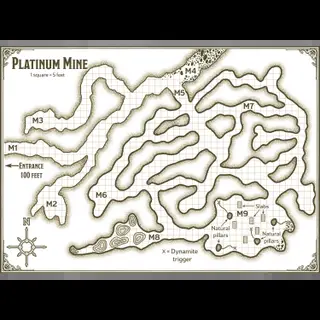 PLATINUM MINE
1 square = 5 feet
M4
M5
M7
M3
M1
ENTRANCE
100 FEET
M2
M6
Slabs
M9
Natural
pillars
Natural
pillars
M8
X = Dynamite
trigger
N